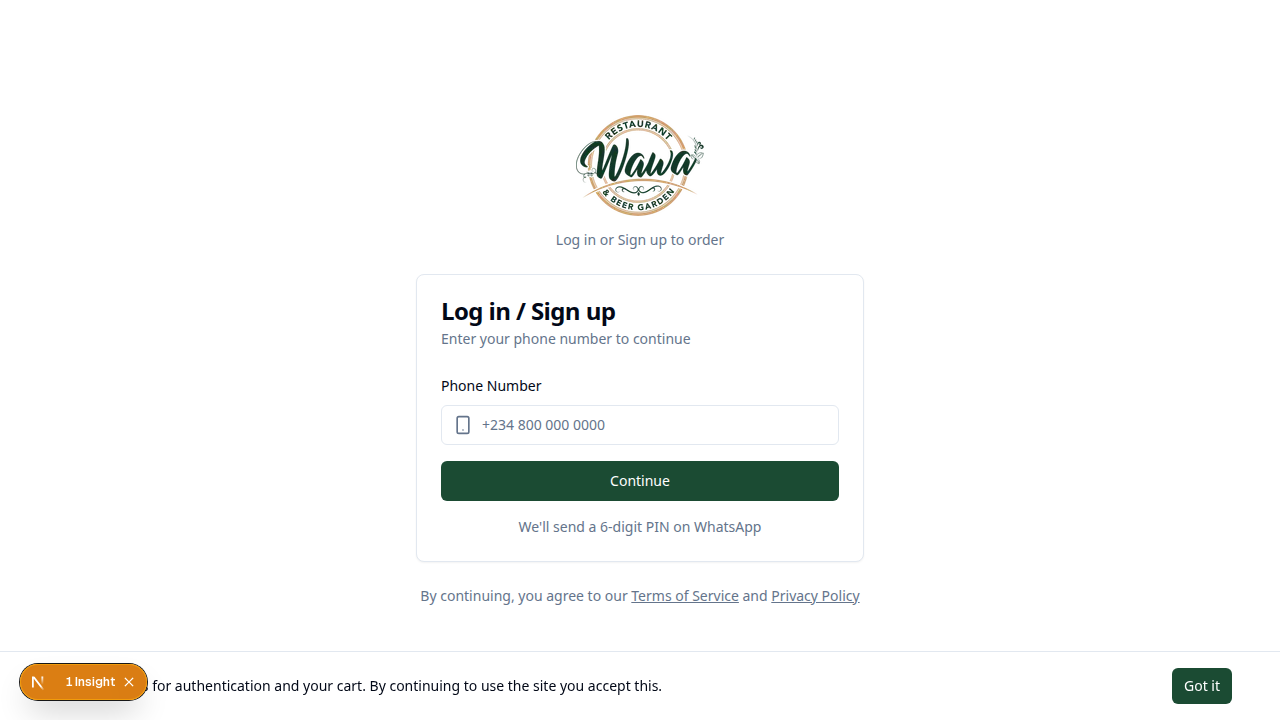 RESTAURANT
Wawa
& BEER GARDEN
Log in or Sign up to order
Log in / Sign up
Enter your phone number to continue
Phone Number
+234 800 000 0000
Continue
We'll send a 6-digit PIN on WhatsApp
By continuing, you agree to our Terms of Service and Privacy Policy
1 Insight
for authentication and your cart. By continuing to use the site you accept this.
Got it